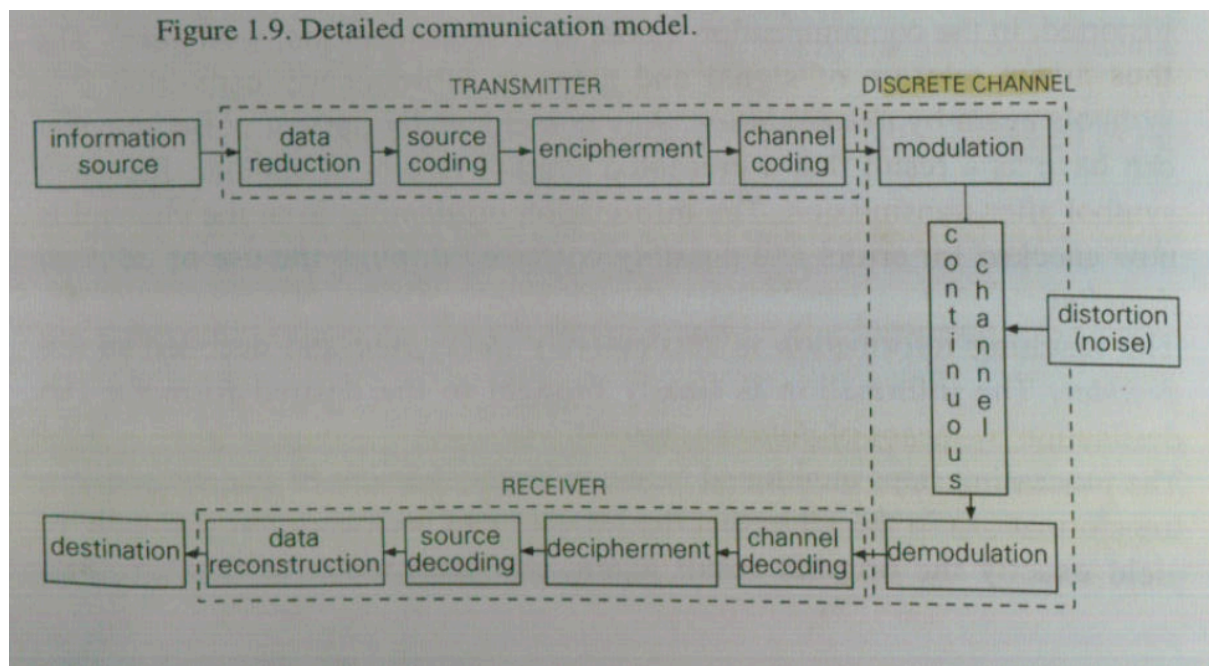 Figure 1.9. Detailed communication model.
TRANSMITTER
DISCRETE CHANNEL
information
source
data
reduction
source
coding
encipherment
channel
coding
modulation
continuous
channel
distortion
(noise)
RECEIVER
destination
data
reconstruction
source
decoding
decipherment
channel
decoding
demodulation